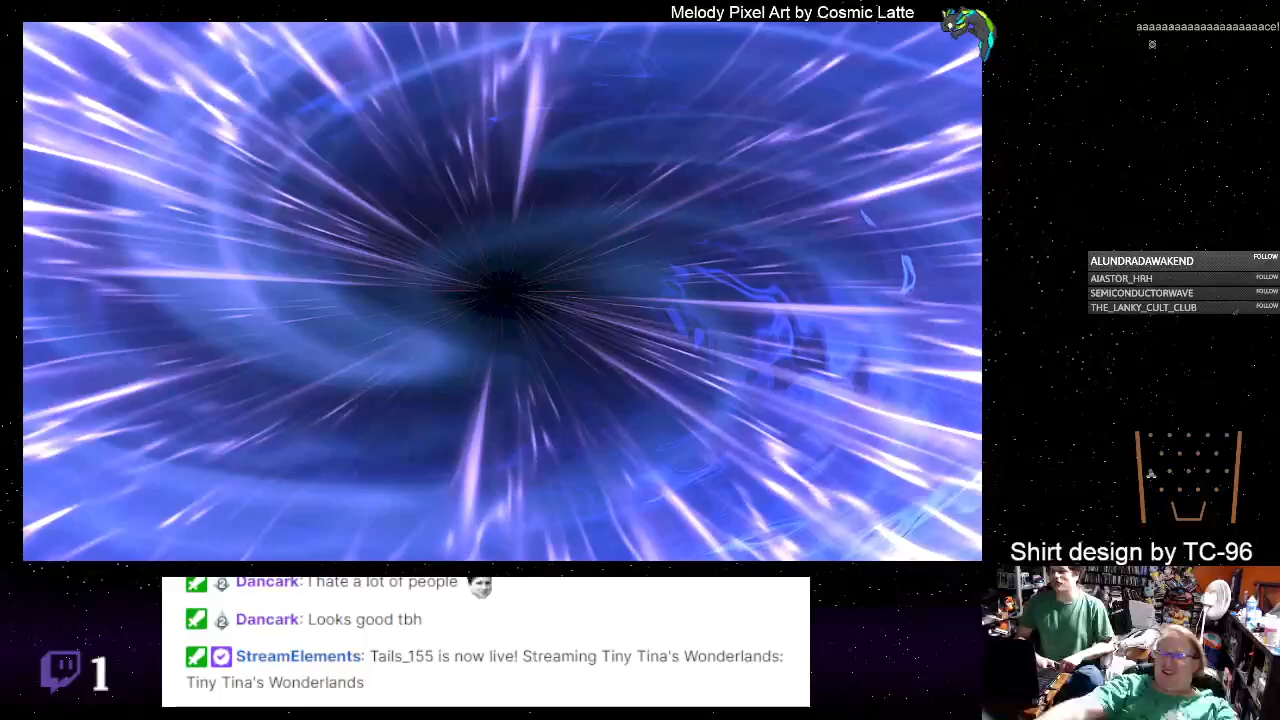 Melody Pixel Art by Cosmic Latte
aaaaaaaaaaaaaaaaaaaace!
ALUNDRADAWAKEND FOLLOW
AIASTOR_HRH FOLLOW
SEMICONDUCTORWAVE FOLLOW
THE_LANKY_CULT_CLUB FOLLOW
Shirt design by TC-96
2 Dancark: I hate a lot of people
2 Dancark: Looks good tbh
StreamElements: Tails_155 is now live! Streaming Tiny Tina's Wonderlands:
Tiny Tina's Wonderlands
1